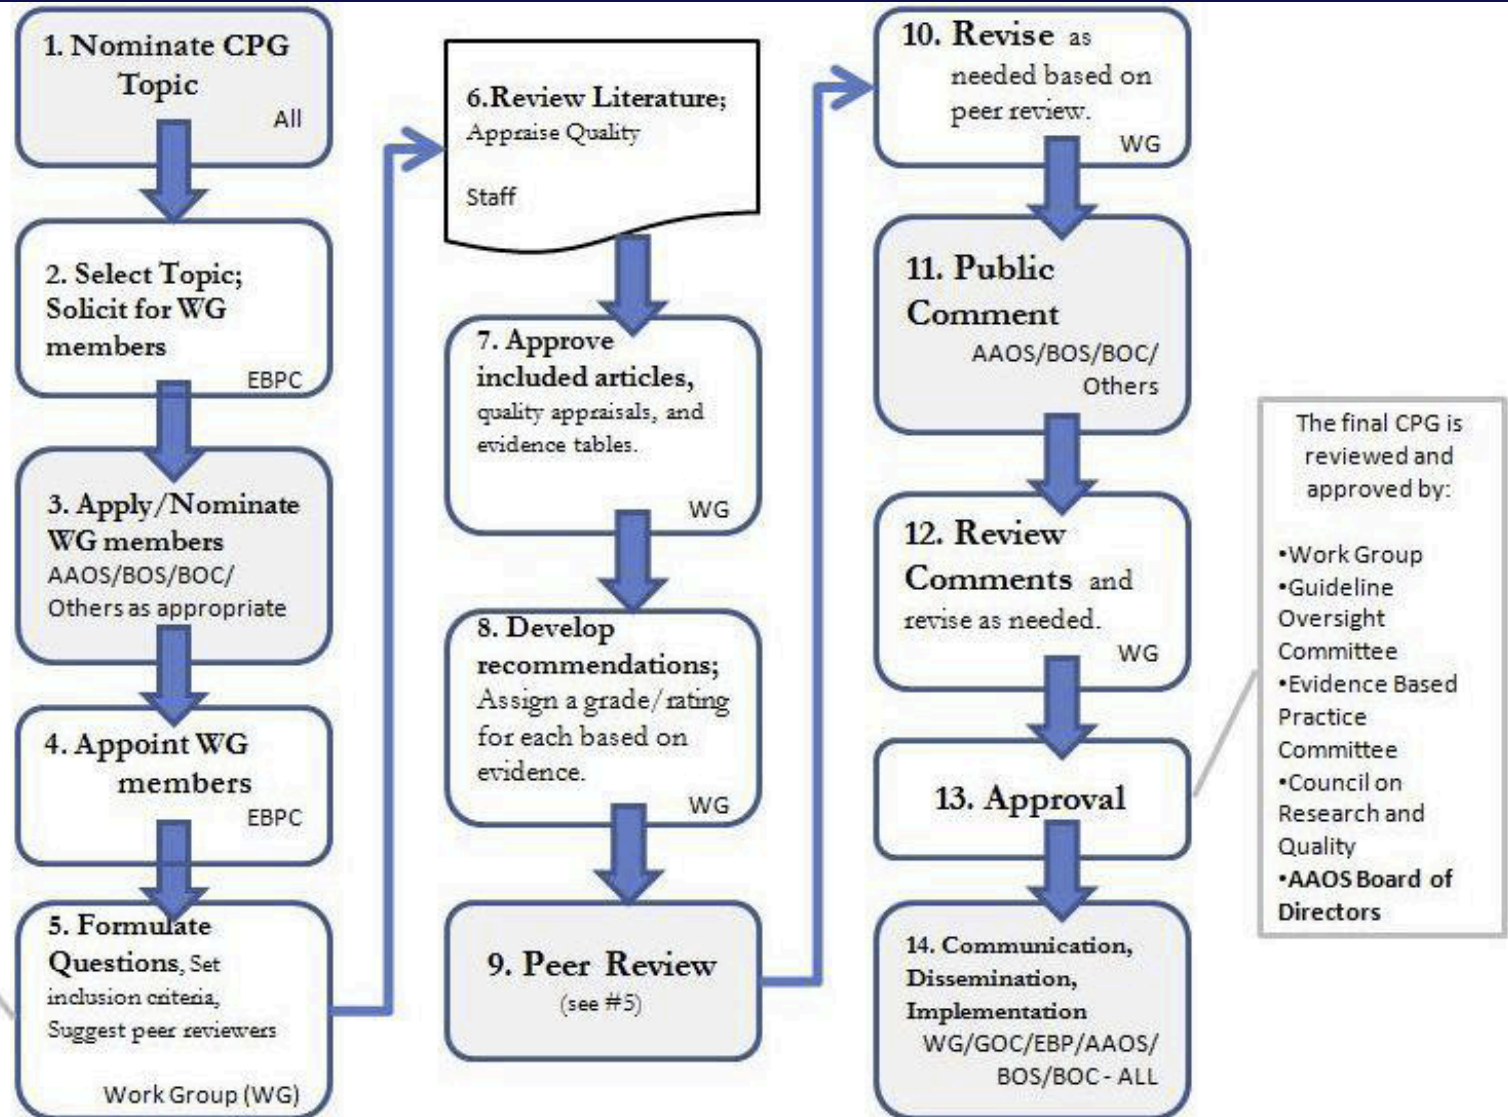 1. Nominate CPG
Topic
All
2. Select Topic;
Solicit for WG
members
EBPC
3. Apply/Nominate
WG members
AAOS/BOS/BOC/
Others as appropriate
4. Appoint WG
members
EBPC
5. Formulate
Questions, Set
inclusion criteria,
Suggest peer reviewers
Work Group (WG)
6.Review Literature;
Appraise Quality
Staff
7. Approve
included articles,
quality appraisals, and
evidence tables.
WG
8. Develop
recommendations;
Assign a grade/rating
for each based on
evidence.
WG
9. Peer Review
(see #5)
10. Revise as
needed based on
peer review.
WG
11. Public
Comment
AAOS/BOS/BOC/
Others
12. Review
Comments and
revise as needed.
WG
13. Approval
14. Communication,
Dissemination,
Implementation
WG/GOC/EBP/AAOS/
BOS/BOC - ALL
The final CPG is
reviewed and
approved by:
•Work Group
•Guideline
Oversight
Committee
•Evidence Based
Practice
Committee
•Council on
Research and
Quality
•AAOS Board of
Directors